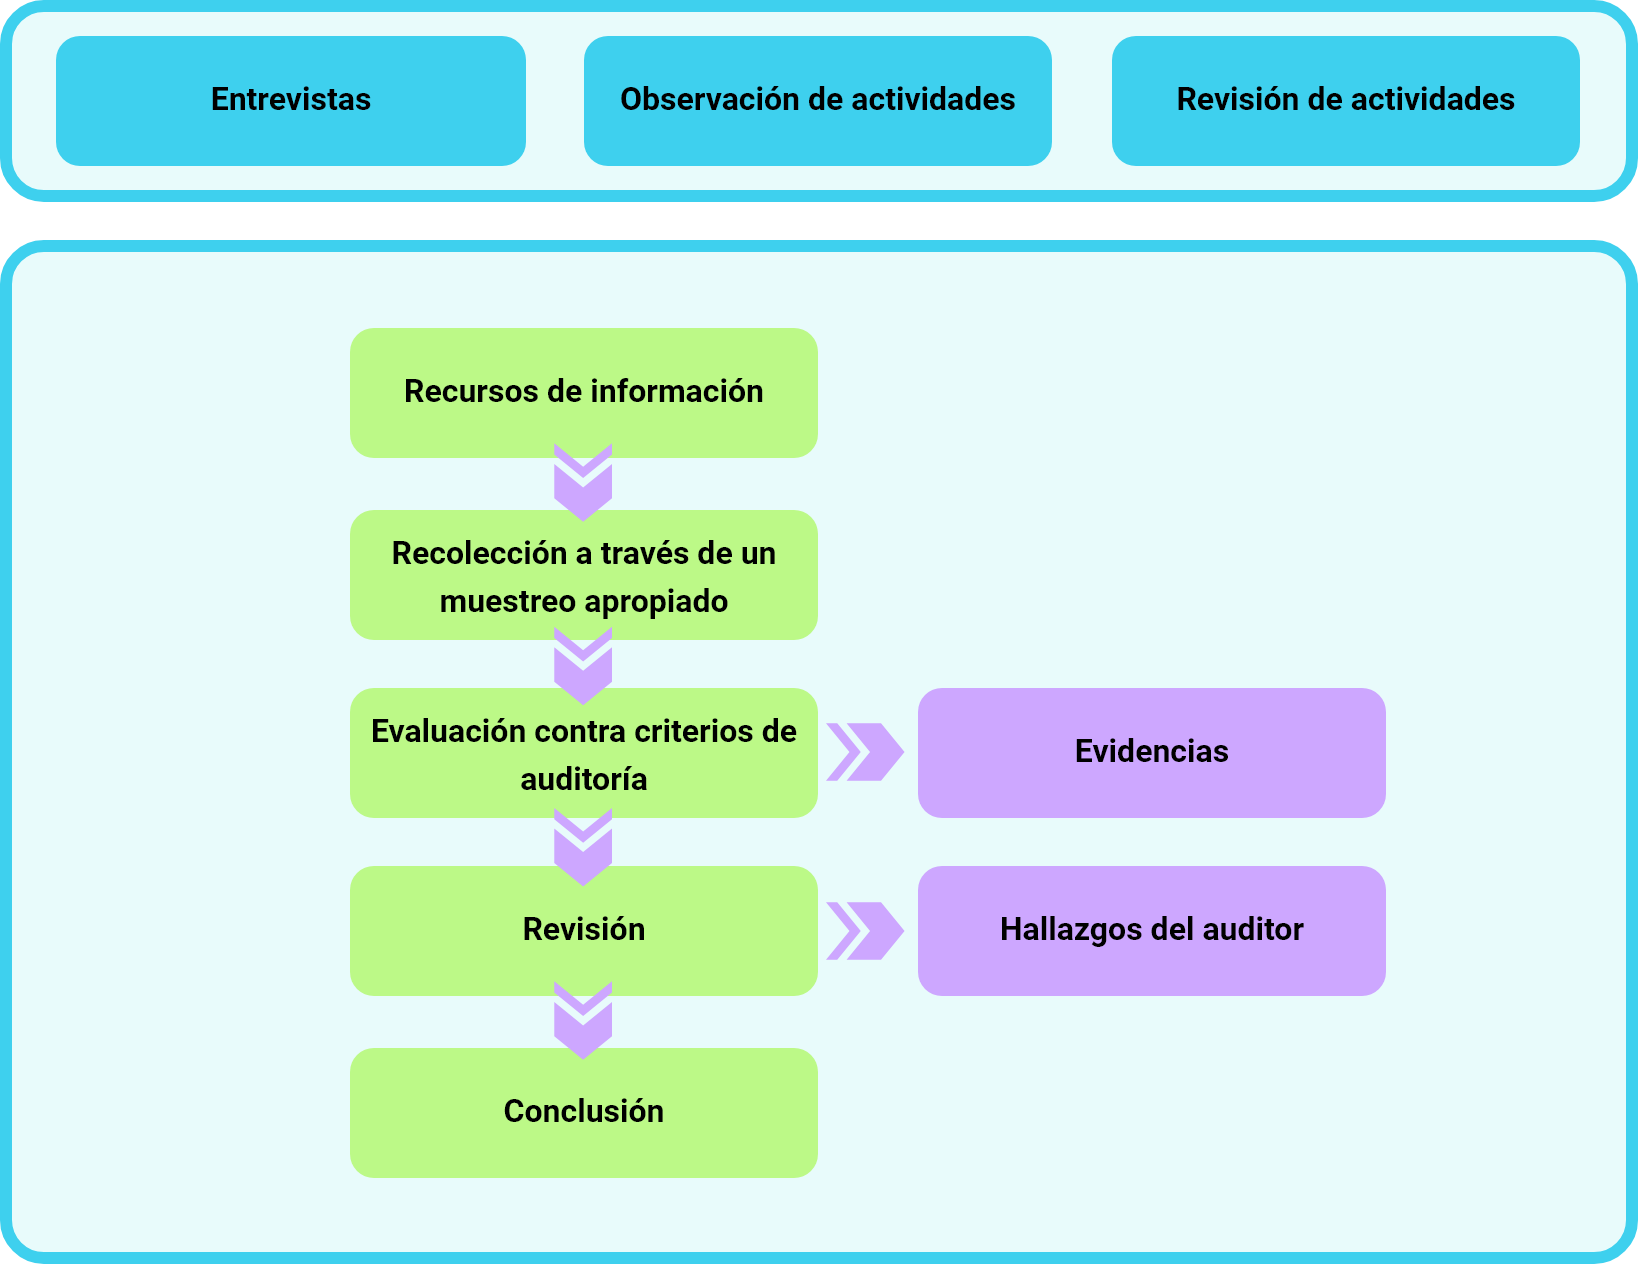 Entrevistas
Observación de actividades
Revisión de actividades
Recursos de información
Recolección a través de un
muestreo apropiado
Evaluación contra criterios de
auditoría
Evidencias
Revisión
Hallazgos del auditor
Conclusión